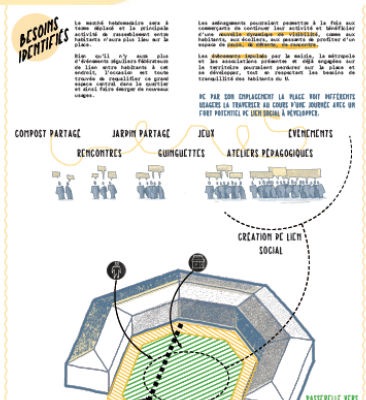 BESOINS
IDENTIFIÉS
Le marché hebdomadaire sera à
terme déplacé et la principale
activité de rassemblement entre
habitants n'aura plus lieu sur la
place.
Bien qu'il n'y aura plus
d'événements réguliers fédérateurs
de lien entre habitants à cet
endroit, l'occasion est toute
trouvée de requalifier ce grand
espace central dans le quartier
et ainsi faire émerger de nouveaux
usages.
Les aménagements pourraient permettre à la fois aux
commerçants de continuer leur activité et bénéficier
d'une nouvelle dynamique de visibilité, comme aux
habitants, aux écoliers, aux passants de profiter d'un
espace de pause, de détente, de rencontre.
Les événements impulsés par la mairie, la métropole
et les associations présentes et déjà engagées sur
le territoire pourraient perdurer sur la place et
se développer, tout en respectant les besoins de
tranquillité des habitants du
DE PAR SON EMPLACEMENT LA PLACE VOIT DIFFÉRENTS
USAGERS LA TRAVERSER AU COURS D'UNE JOURNÉE AVEC UN
FORT POTENTIEL DE LIEN SOCIAL À DÉVELOPPER.
COMPOST PARTAGÉ JARDIN PARTAGÉ JEUX ÉVÉNEMENTS
RENCONTRES GUINGUETTES ATELIERS PÉDAGOGIQUES
CRÉATION DE LIEN
SOCIAL
PASSERELLE VERS